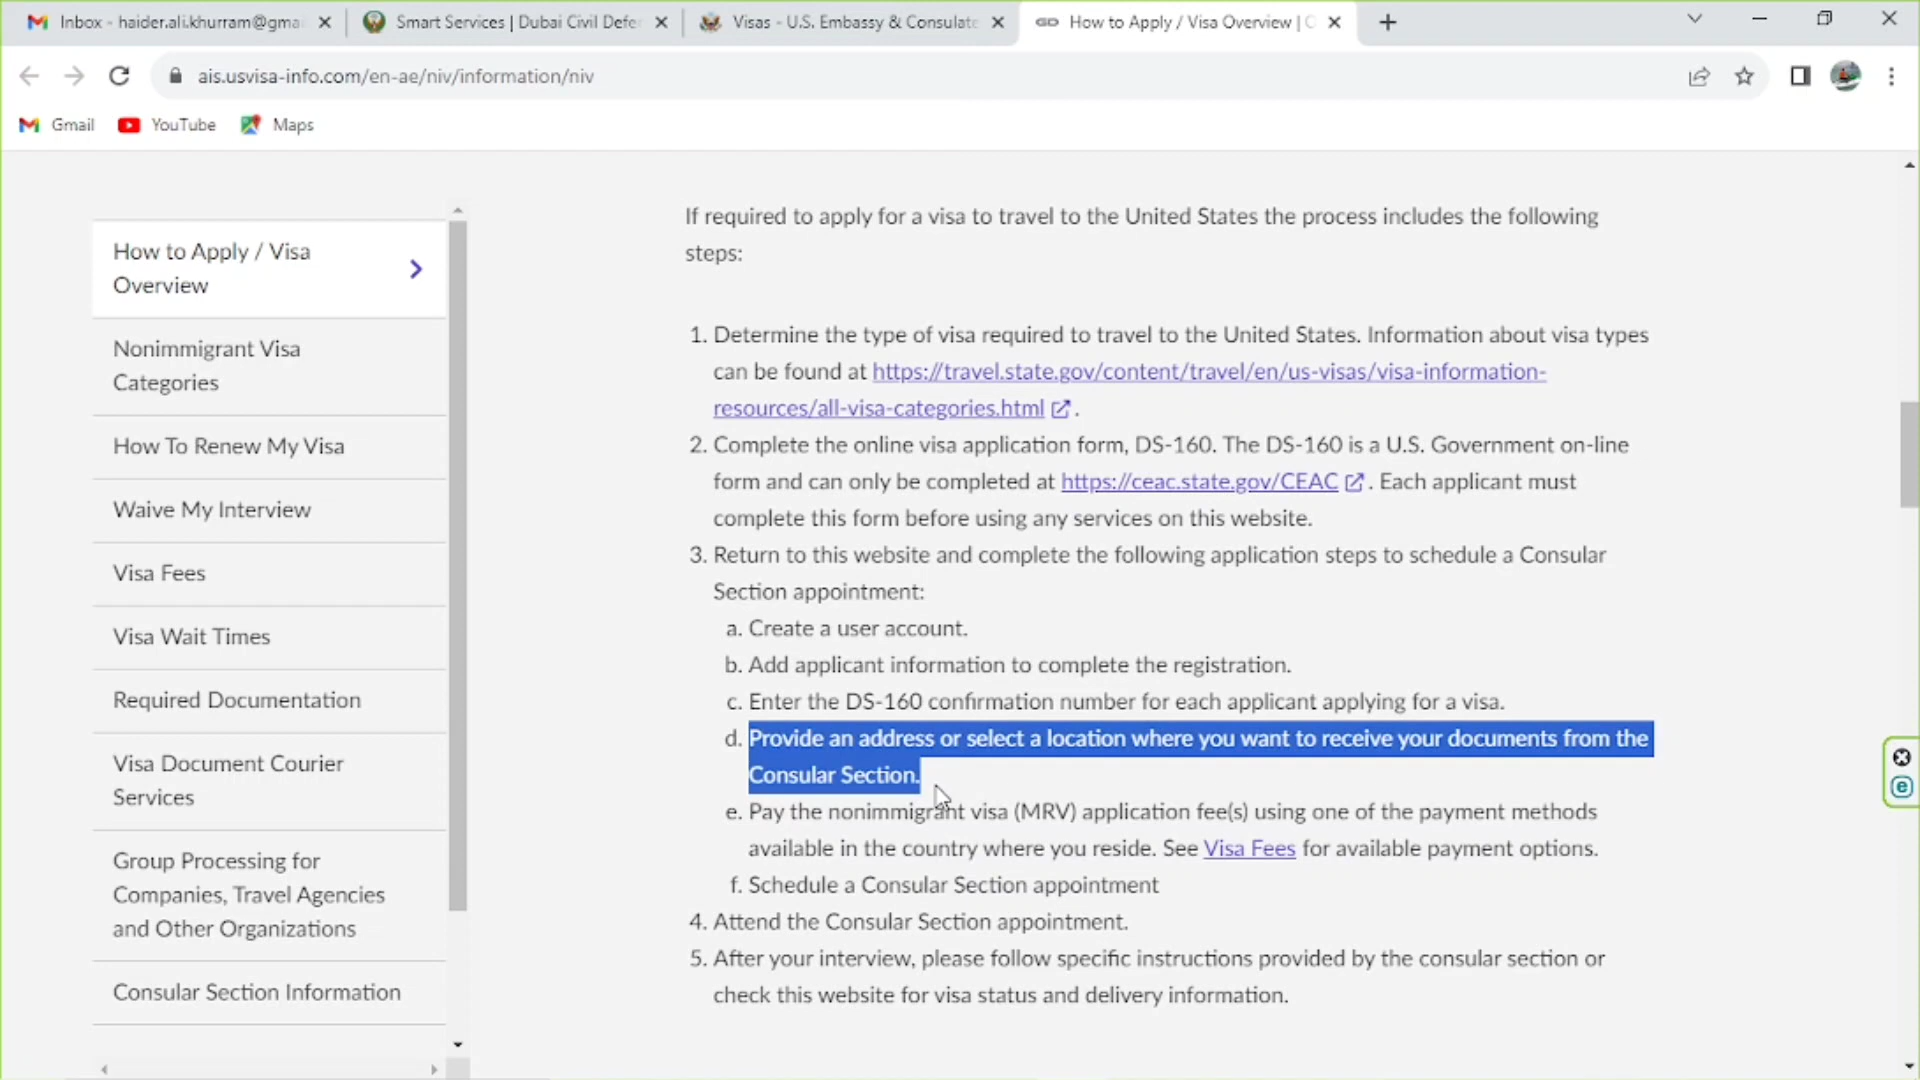 Inbox - haider.ali.khurram@gma
Smart Services | Dubai Civil Defe
Visas - U.S. Embassy & Consulate
How to Apply / Visa Overview |
ais.usvisa-info.com/en-ae/niv/information/niv
Gmail
YouTube
Maps
How to Apply / Visa
Overview
Nonimmigrant Visa
Categories
How To Renew My Visa
Waive My Interview
Visa Fees
Visa Wait Times
Required Documentation
Visa Document Courier
Services
Group Processing for
Companies, Travel Agencies
and Other Organizations
Consular Section Information
If required to apply for a visa to travel to the United States the process includes the following
steps:
1. Determine the type of visa required to travel to the United States. Information about visa types
can be found at https://travel.state.gov/content/travel/en/us-visas/visa-information-
resources/all-visa-categories.html .
2. Complete the online visa application form, DS-160. The DS-160 is a U.S. Government on-line
form and can only be completed at https://ceac.state.gov/CEAC . Each applicant must
complete this form before using any services on this website.
3. Return to this website and complete the following application steps to schedule a Consular
Section appointment:
a. Create a user account.
b. Add applicant information to complete the registration.
c. Enter the DS-160 confirmation number for each applicant applying for a visa.
d. Provide an address or select a location where you want to receive your documents from the
Consular Section.
e. Pay the nonimmigrant visa (MRV) application fee(s) using one of the payment methods
available in the country where you reside. See Visa Fees for available payment options.
f. Schedule a Consular Section appointment
4. Attend the Consular Section appointment.
5. After your interview, please follow specific instructions provided by the consular section or
check this website for visa status and delivery information.